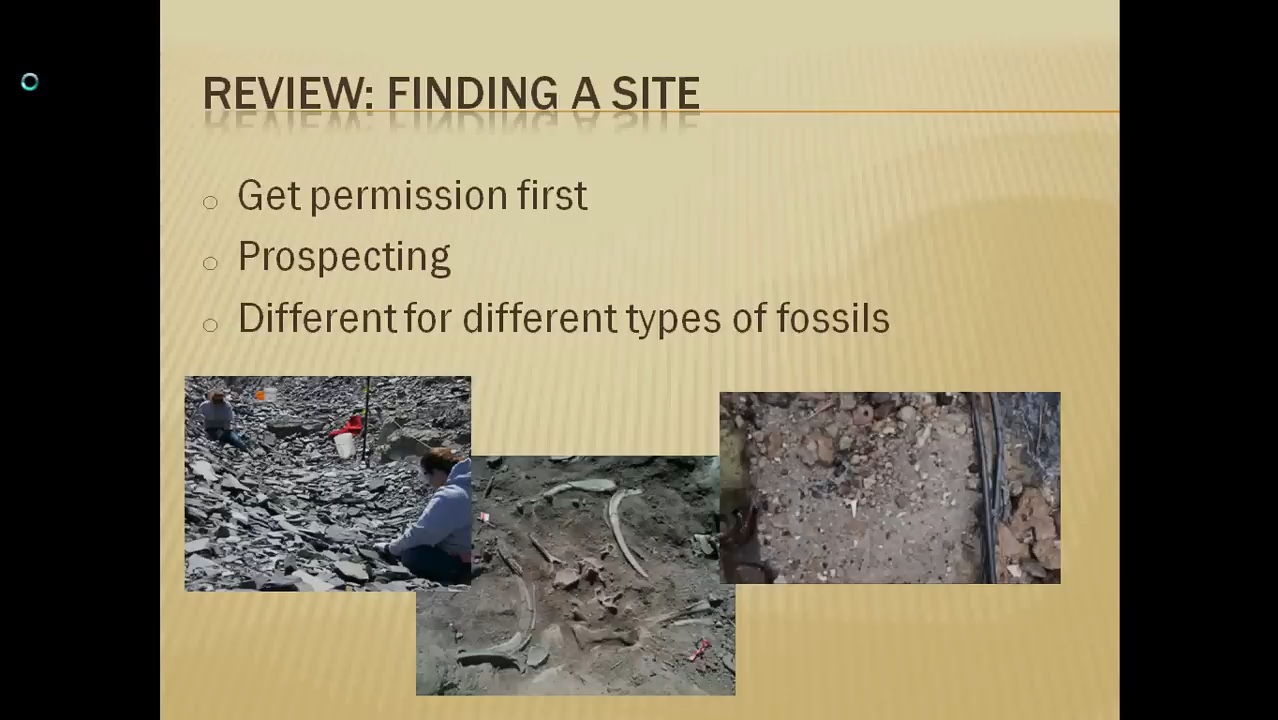 REVIEW: FINDING A SITE
Get permission first
Prospecting
Different for different types of fossils